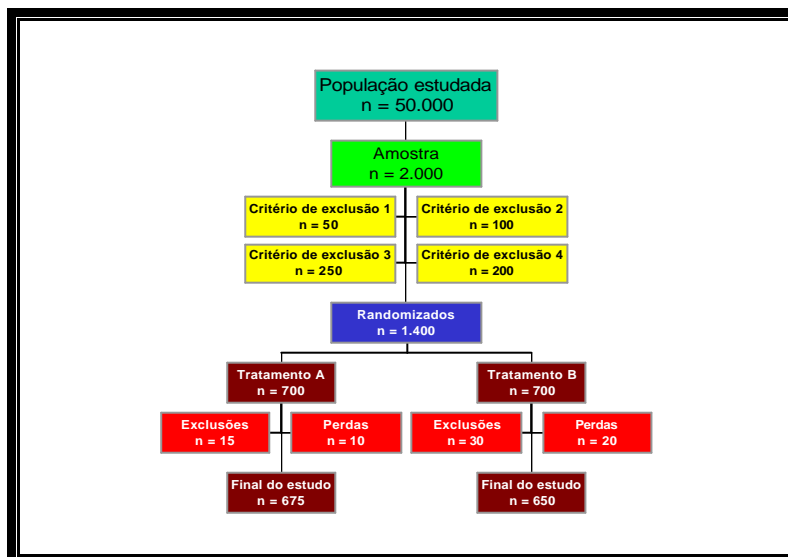 População estudada
n = 50.000
Amostra
n = 2.000
Critério de exclusão 1
n = 50
Critério de exclusão 2
n = 100
Critério de exclusão 3
n = 250
Critério de exclusão 4
n = 200
Randomizados
n = 1.400
Tratamento A
n = 700
Tratamento B
n = 700
Exclusões
n = 15
Perdas
n = 10
Exclusões
n = 30
Perdas
n = 20
Final do estudo
n = 675
Final do estudo
n = 650